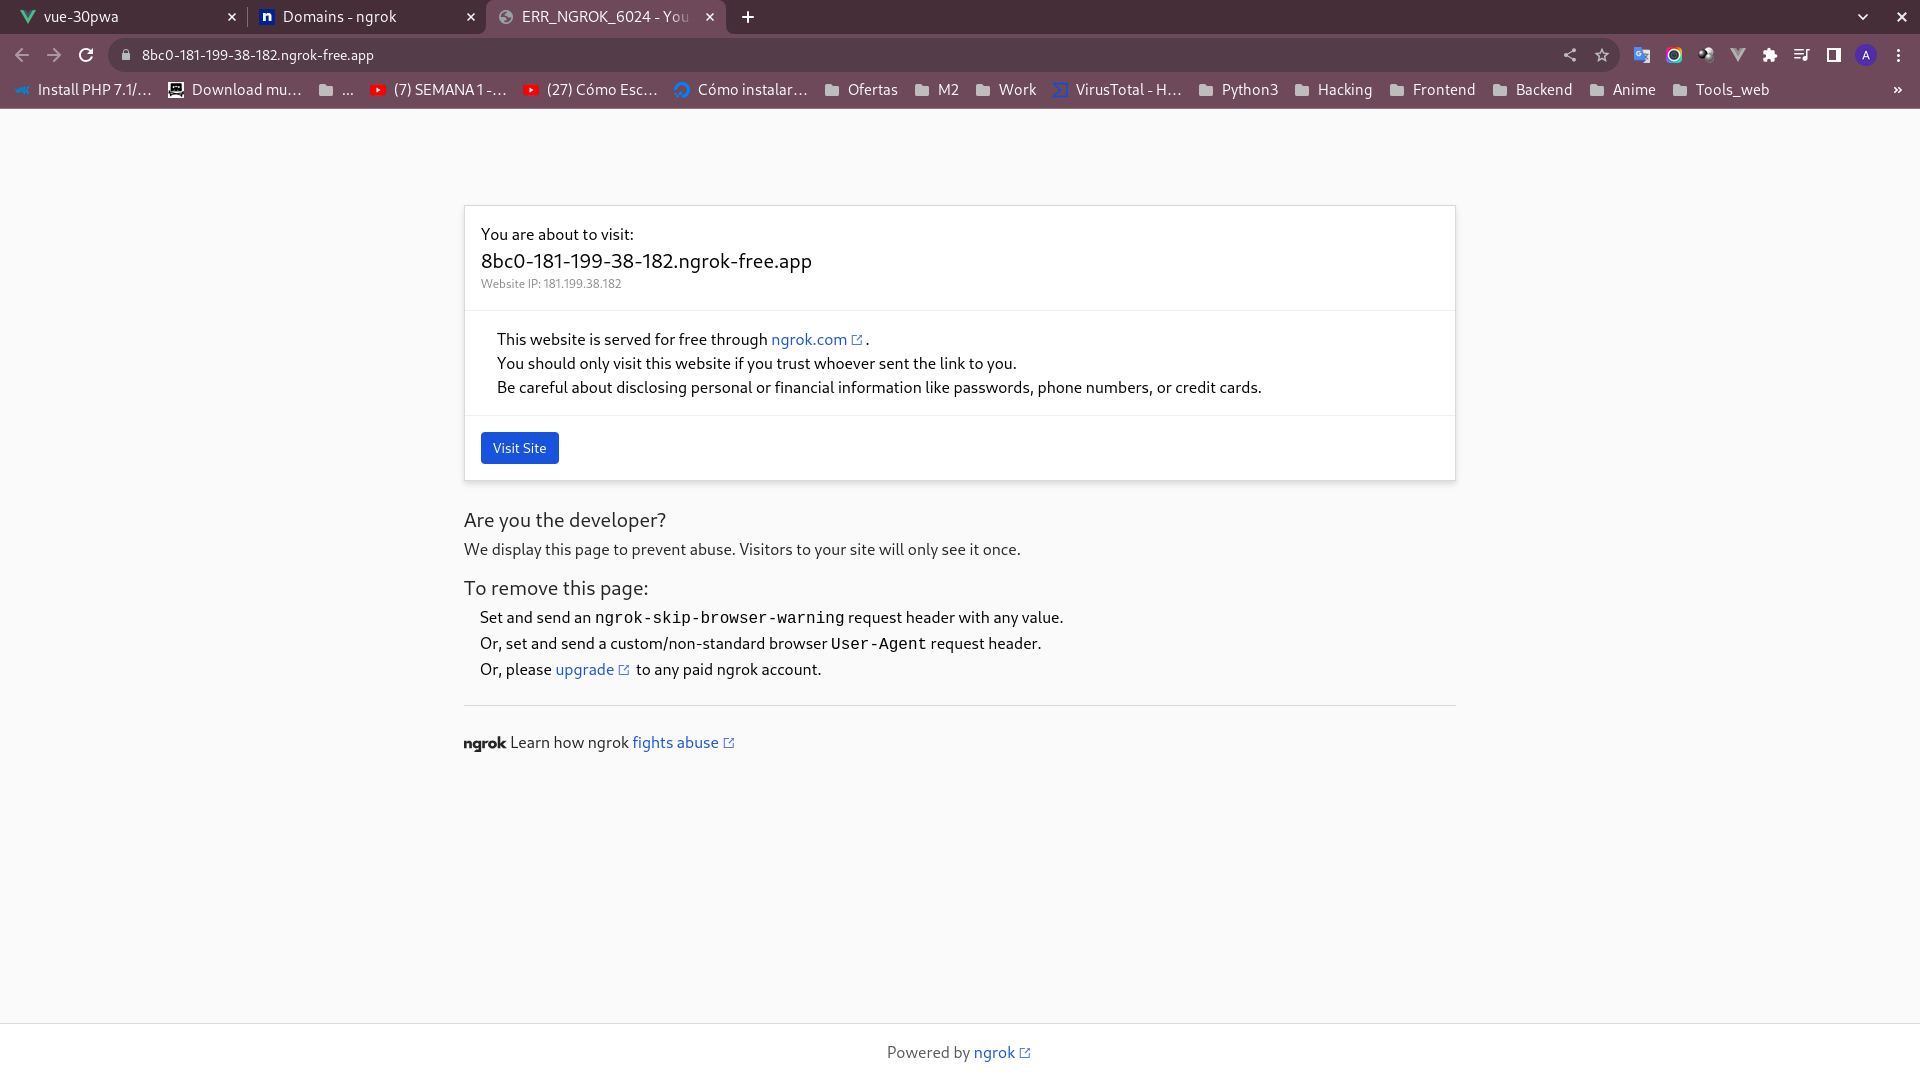 vue-30pwa
Domains - ngrok
ERR_NGROK_6024 - You
8bc0-181-199-38-182.ngrok-free.app
A
Install PHP 7.1/...
Download mu...
...
(7) SEMANA 1 -...
(27) Cómo Esc...
Cómo instalar...
Ofertas
M2
Work
VirusTotal - H...
Python3
Hacking
Frontend
Backend
Anime
Tools_web
»
You are about to visit:
8bc0-181-199-38-182.ngrok-free.app
Website IP: 181.199.38.182
This website is served for free through ngrok.com.
You should only visit this website if you trust whoever sent the link to you.
Be careful about disclosing personal or financial information like passwords, phone numbers, or credit cards.
Visit Site
Are you the developer?
We display this page to prevent abuse. Visitors to your site will only see it once.
To remove this page:
Set and send an ngrok-skip-browser-warning request header with any value.
Or, set and send a custom/non-standard browser User-Agent request header.
Or, please upgrade to any paid ngrok account.
ngrok Learn how ngrok fights abuse
Powered by ngrok